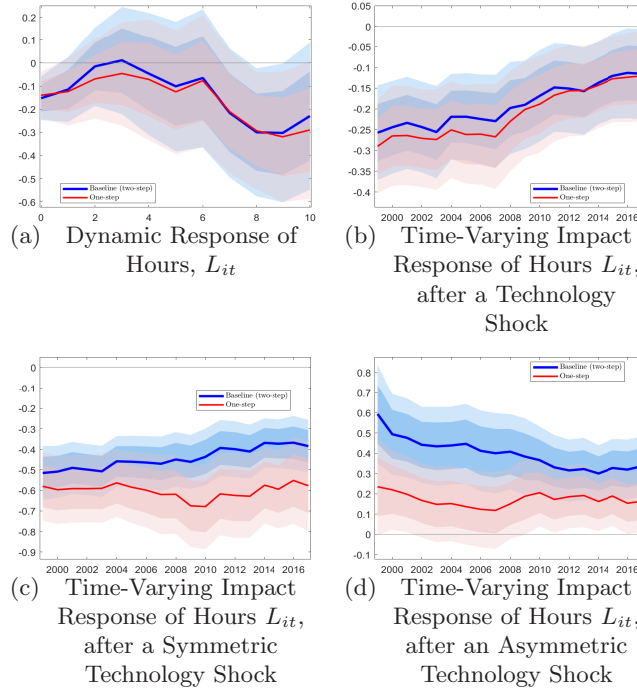 0.2
0.1
0
-0.1
-0.2
-0.3
-0.4
-0.5
-0.6
0 2 4 6 8 10
Baseline (two-step)
One-step
(a) Dynamic Response of
Hours, L_it
0.05
0
-0.05
-0.1
-0.15
-0.2
-0.25
-0.3
-0.35
-0.4
2000 2002 2004 2006 2008 2010 2012 2014 2016
Baseline (two-step)
One-step
(b) Time-Varying Impact
Response of Hours L_it,
after a Technology
Shock
0
-0.1
-0.2
-0.3
-0.4
-0.5
-0.6
-0.7
-0.8
-0.9
2000 2002 2004 2006 2008 2010 2012 2014 2016
Baseline (two-step)
One-step
(c) Time-Varying Impact
Response of Hours L_it,
after a Symmetric
Technology Shock
0.8
0.7
0.6
0.5
0.4
0.3
0.2
0.1
0
-0.1
2000 2002 2004 2006 2008 2010 2012 2014 2016
Baseline (two-step)
One-step
(d) Time-Varying Impact
Response of Hours L_it,
after an Asymmetric
Technology Shock